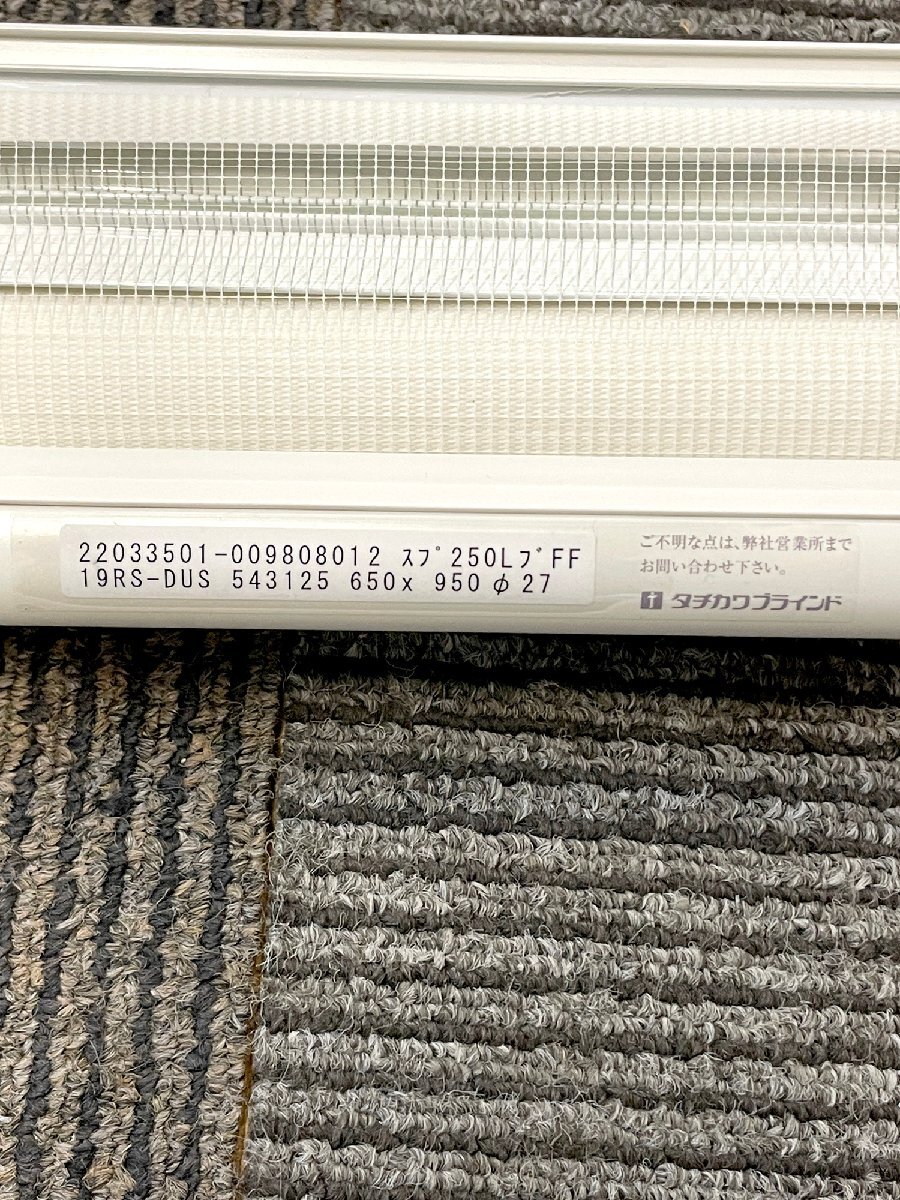 22033501-009808012 ｽﾌﾟ250Lﾌﾞ FF
19RS-DUS 543125 650x 950 φ27
ご不明な点は、弊社営業所まで
お問い合わせ下さい。
タチカワブラインド